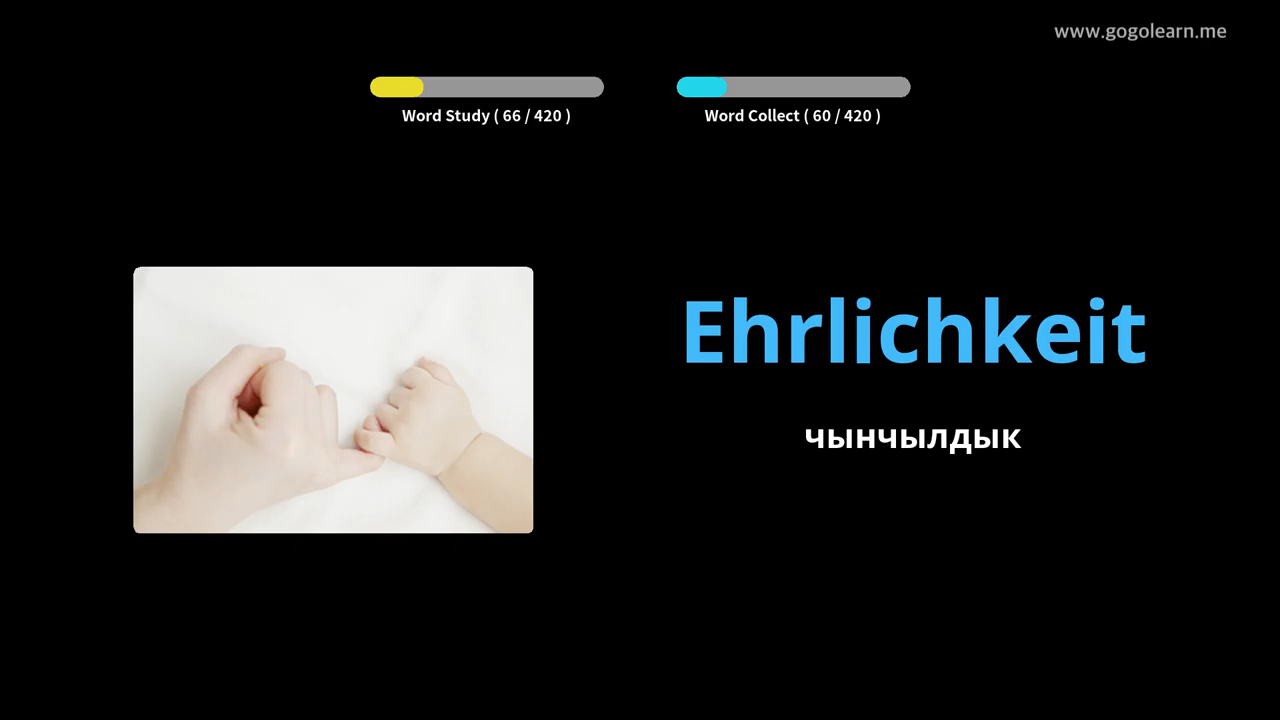 www.gogolearn.me
Word Study ( 66 / 420 )
Word Collect ( 60 / 420 )
Ehrlichkeit
чынчылдык